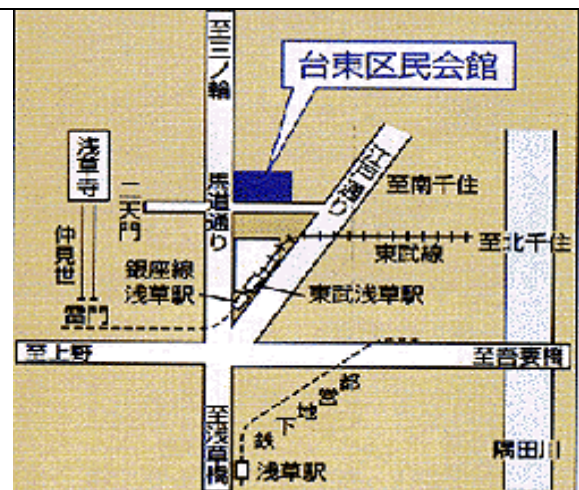 至三ノ輪
台東区民会館
浅草寺
二天門
馬道通り
江戸通り
至南千住
仲見世
東武線
至北千住
銀座線
浅草駅
東武浅草駅
雷門
至上野
至吾妻橋
都営地下鉄
至浅草橋
浅草駅
隅田川